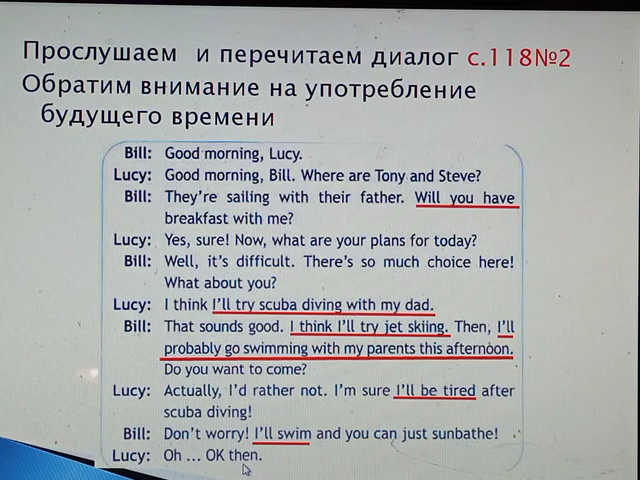 Прослушаем и перечитаем диалог с.118№2
Обратим внимание на употребление
будущего времени
Bill: Good morning, Lucy.
Lucy: Good morning, Bill. Where are Tony and Steve?
Bill: They're sailing with their father. Will you have
breakfast with me?
Lucy: Yes, sure! Now, what are your plans for today?
Bill: Well, it's difficult. There's so much choice here!
What about you?
Lucy: I think I'll try scuba diving with my dad.
Bill: That sounds good. I think I'll try jet skiing. Then, I'll
probably go swimming with my parents this afternoon.
Do you want to come?
Lucy: Actually, I'd rather not. I'm sure I'll be tired after
scuba diving!
Bill: Don't worry! I'll swim and you can just sunbathe!
Lucy: Oh ... OK then.